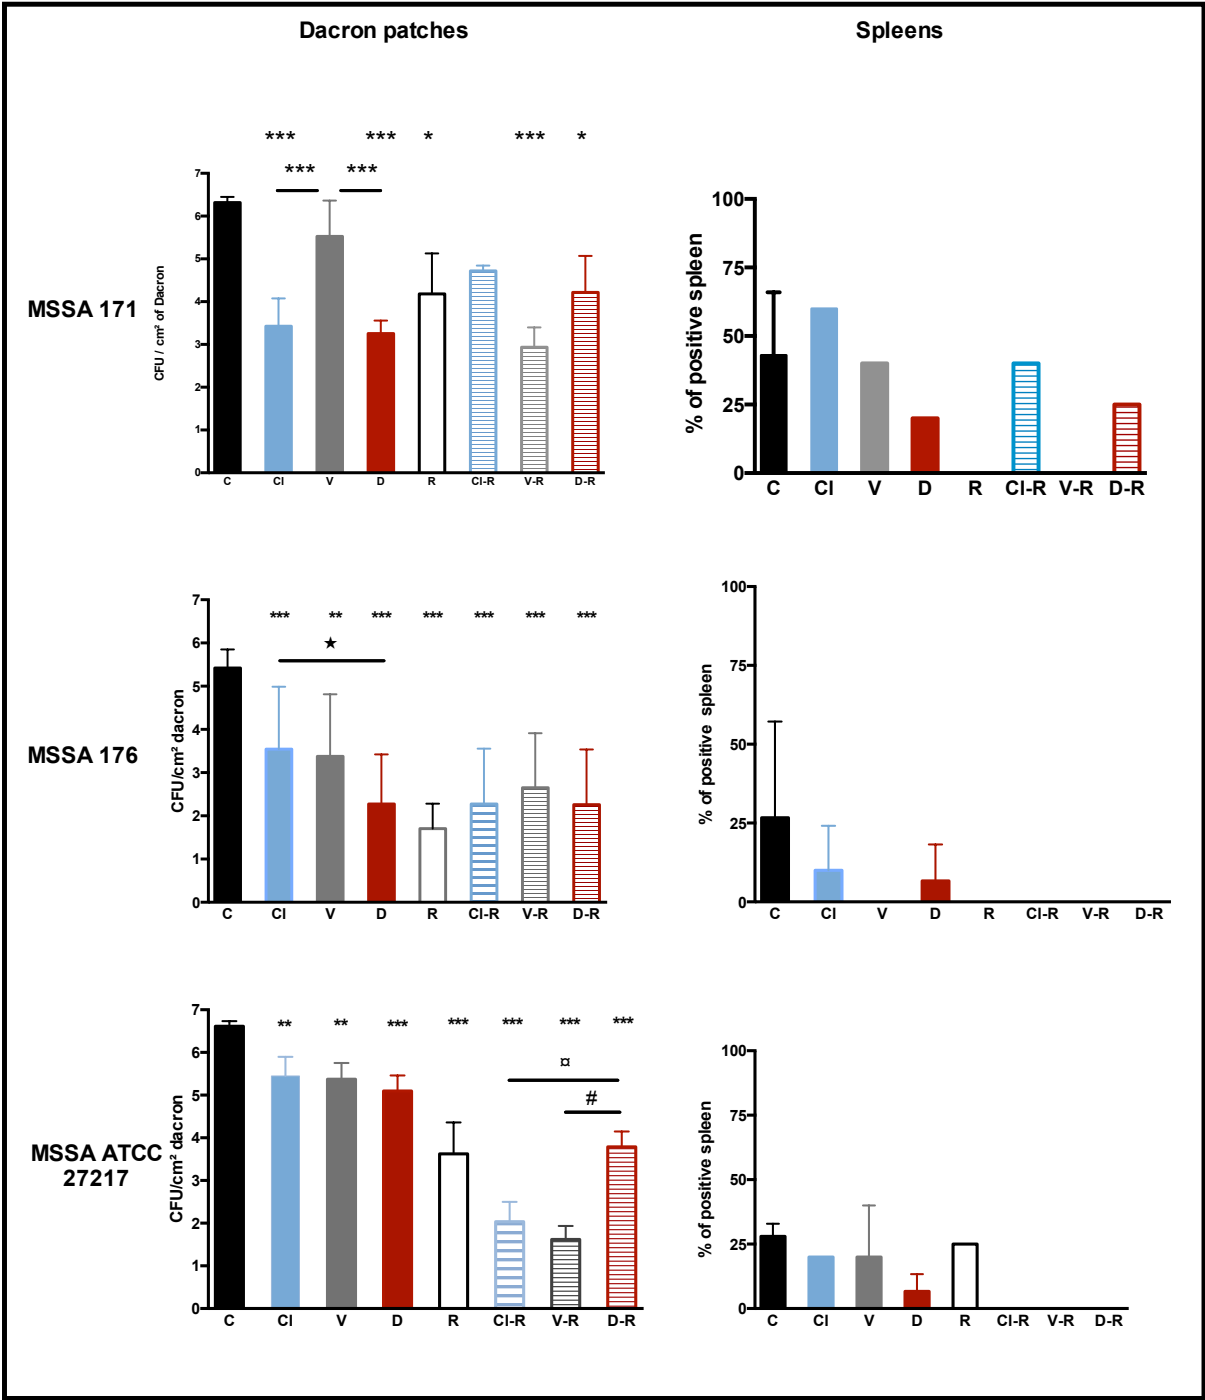 Dacron patches
Spleens
*** *** * *** *
*** ***
MSSA 171
CFU / cm² of Dacron
7
6
5
4
3
2
1
0
C Cl V D R Cl-R V-R D-R
% of positive spleen
100
75
50
25
0
C Cl V D R Cl-R V-R D-R
MSSA 176
CFU/cm² dacron
*** ** *** *** *** *** ***
★
7
6
5
4
3
2
1
0
C Cl V D R Cl-R V-R D-R
% of positive spleen
100
75
50
25
0
C Cl V D R Cl-R V-R D-R
MSSA ATCC
27217
CFU/cm² dacron
** ** *** *** *** *** ***
¤
#
7
6
5
4
3
2
1
0
C Cl V D R Cl-R V-R D-R
% of positive spleen
100
75
50
25
0
C Cl V D R Cl-R V-R D-R